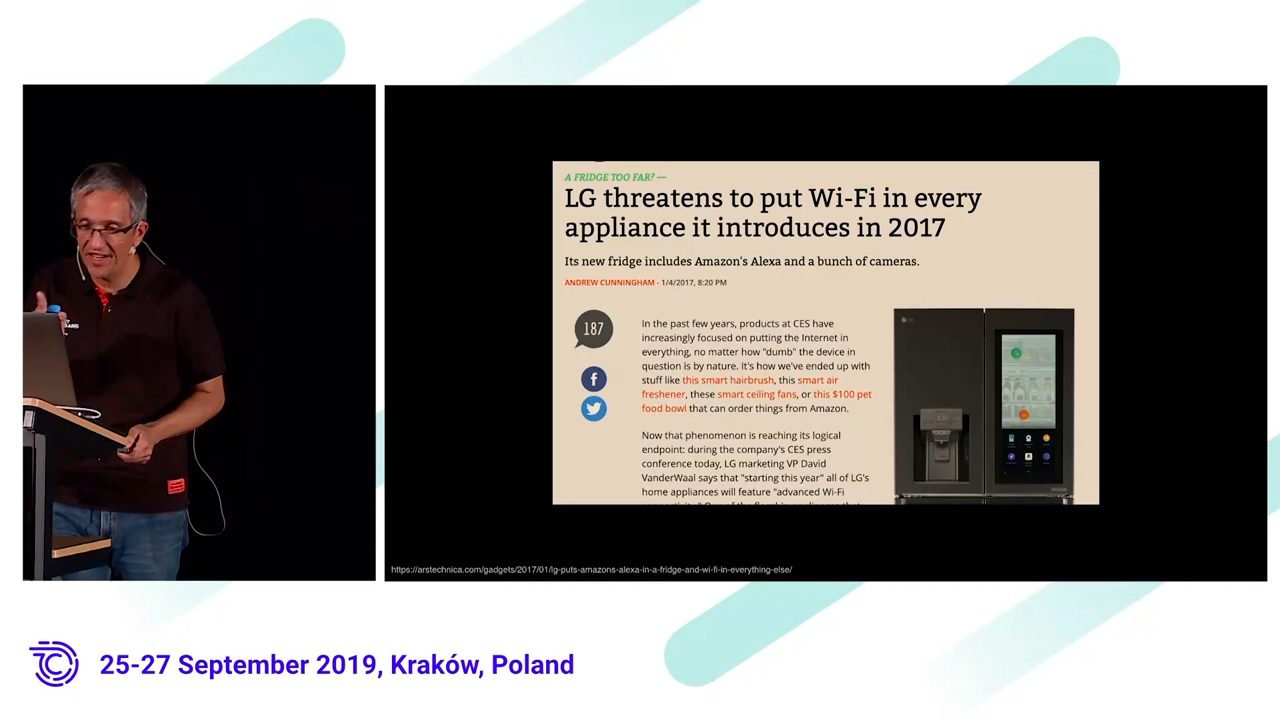 A FRIDGE TOO FAR? —
LG threatens to put Wi-Fi in every
appliance it introduces in 2017
Its new fridge includes Amazon's Alexa and a bunch of cameras.
ANDREW CUNNINGHAM - 1/4/2017, 8:20 PM
187
In the past few years, products at CES have
increasingly focused on putting the Internet in
everything, no matter how "dumb" the device in
question is by nature. It's how we've ended up with
stuff like this smart hairbrush, this smart air
freshener, these smart ceiling fans, or this $100 pet
food bowl that can order things from Amazon.
Now that phenomenon is reaching its logical
endpoint: during the company's CES press
conference today, LG marketing VP David
VanderWaal says that "starting this year" all of LG's
home appliances will feature "advanced Wi-Fi
https://arstechnica.com/gadgets/2017/01/lg-puts-amazons-alexa-in-a-fridge-and-wi-fi-in-everything-else/
25-27 September 2019, Kraków, Poland